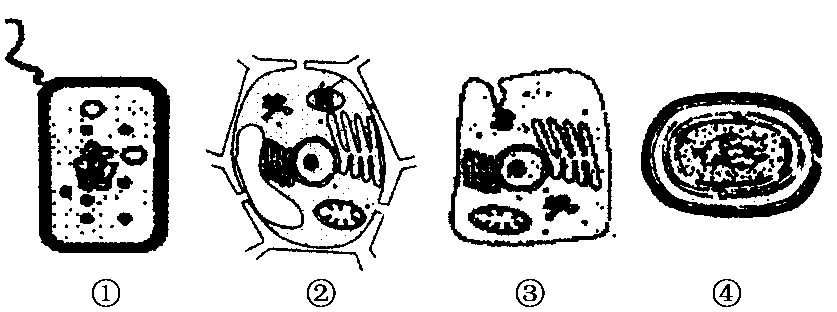 ① ② ③ ④